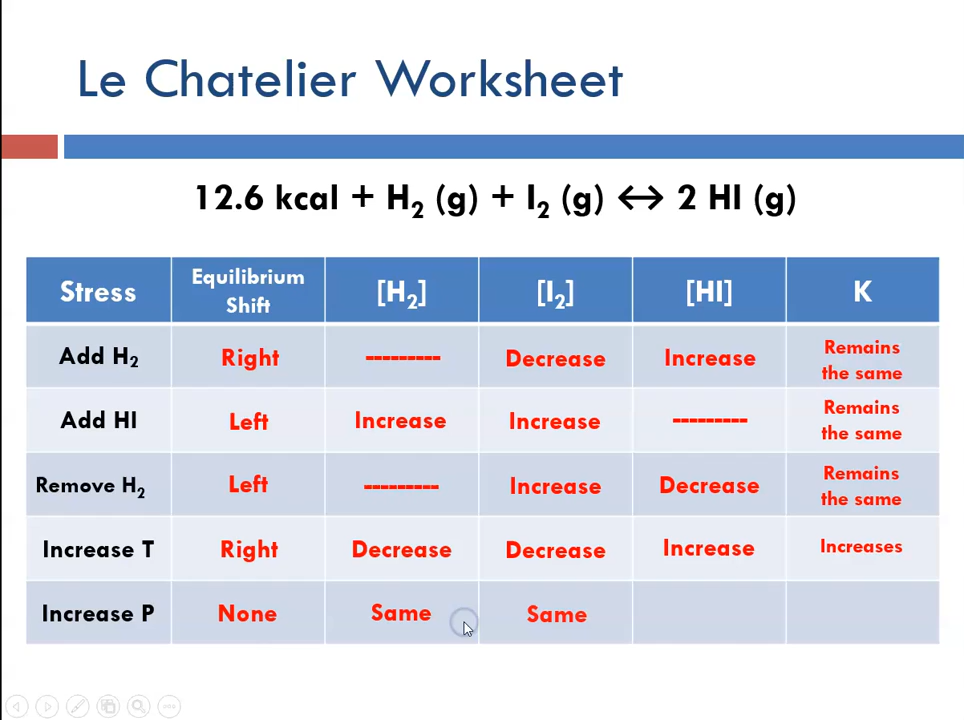 Le Chatelier Worksheet
12.6 kcal + H₂ (g) + I₂ (g) ↔ 2 HI (g)
Stress Equilibrium Shift [H₂] [I₂] [HI] K
Add H₂ Right --------- Decrease Increase Remains the same
Add HI Left Increase Increase --------- Remains the same
Remove H₂ Left --------- Increase Decrease Remains the same
Increase T Right Decrease Decrease Increase Increases
Increase P None Same Same